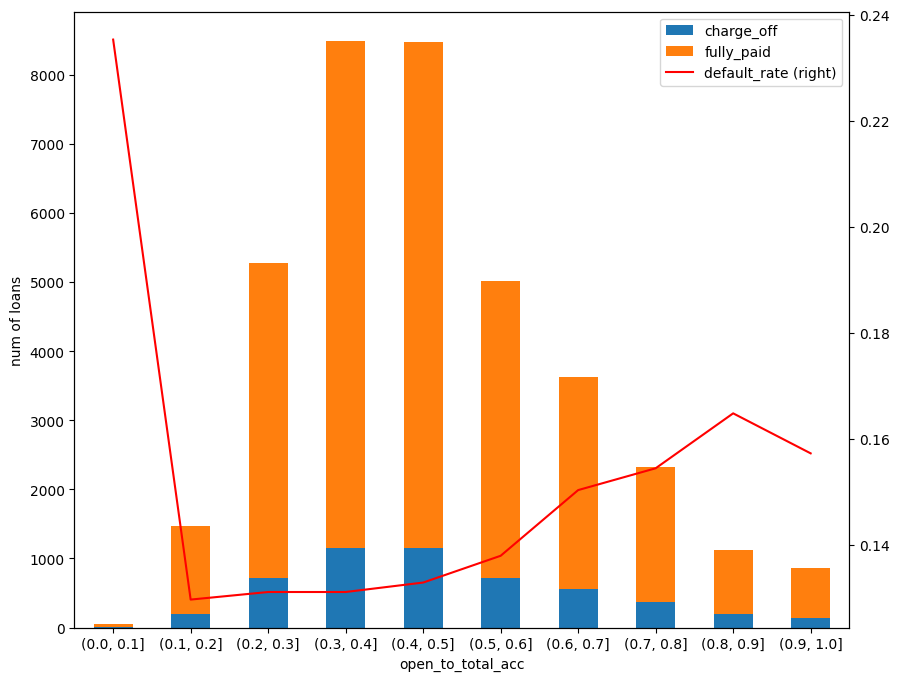 charge_off
fully_paid
default_rate (right)
num of loans
8000
7000
6000
5000
4000
3000
2000
1000
0
0.24
0.22
0.20
0.18
0.16
0.14
(0.0, 0.1] (0.1, 0.2] (0.2, 0.3] (0.3, 0.4] (0.4, 0.5] (0.5, 0.6] (0.6, 0.7] (0.7, 0.8] (0.8, 0.9] (0.9, 1.0]
open_to_total_acc